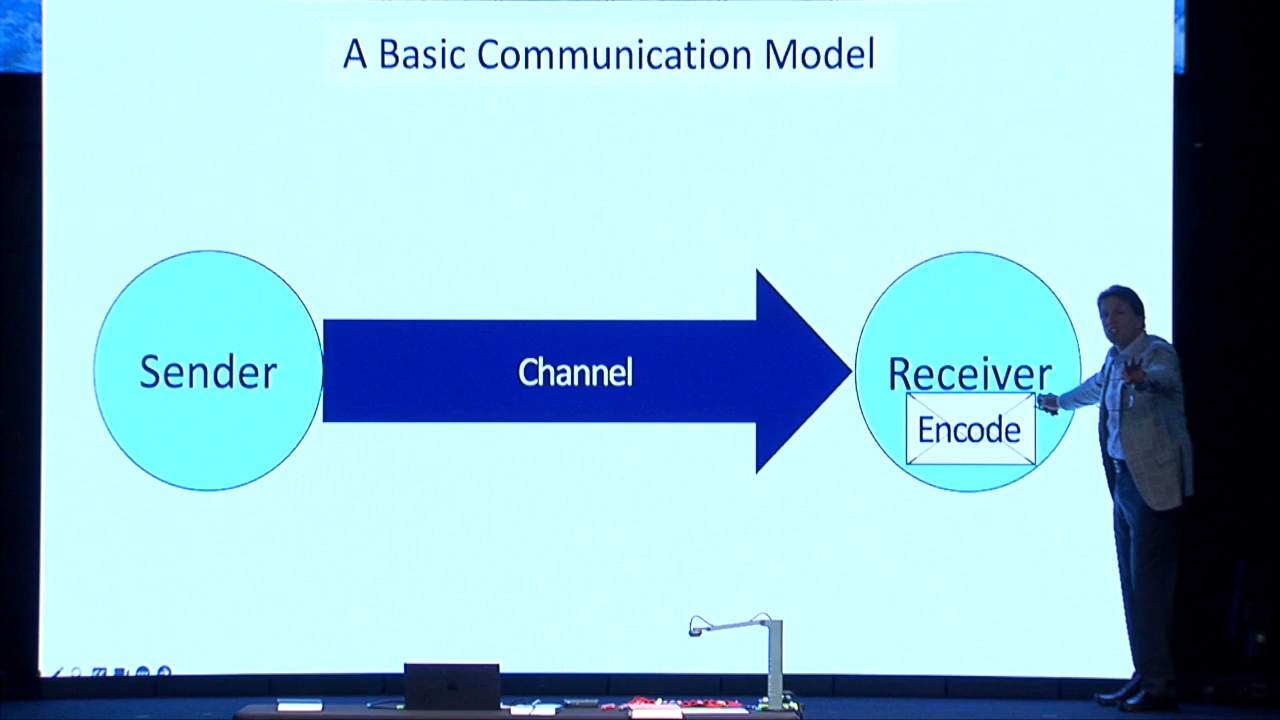 A Basic Communication Model
Sender
Channel
Receiver
Encode